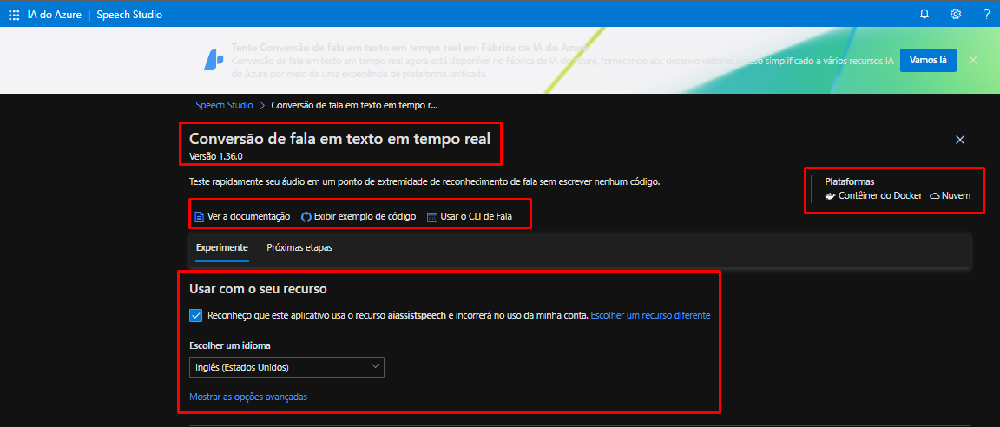 IA do Azure | Speech Studio
Tente Conversão de fala em texto em tempo real em Fábrica de IA do Azure
Conversão de fala em texto em tempo real agora está disponível no Fábrica de IA do Azure, fornecendo aos desenvolvedores acesso simplificado a vários recursos IA
do Azure por meio de uma experiência de plataforma unificada.
Vamos lá
Speech Studio > Conversão de fala em texto em tempo r...
Conversão de fala em texto em tempo real
Versão 1.36.0
Teste rapidamente seu áudio em um ponto de extremidade de reconhecimento de fala sem escrever nenhum código.
Plataformas
Contêiner do Docker Nuvem
Ver a documentação Exibir exemplo de código Usar o CLI de Fala
Experimente Próximas etapas
Usar com o seu recurso
Reconheço que este aplicativo usa o recurso aiassistspeech e incorrerá no uso da minha conta. Escolher um recurso diferente
Escolher um idioma
Inglês (Estados Unidos)
Mostrar as opções avançadas